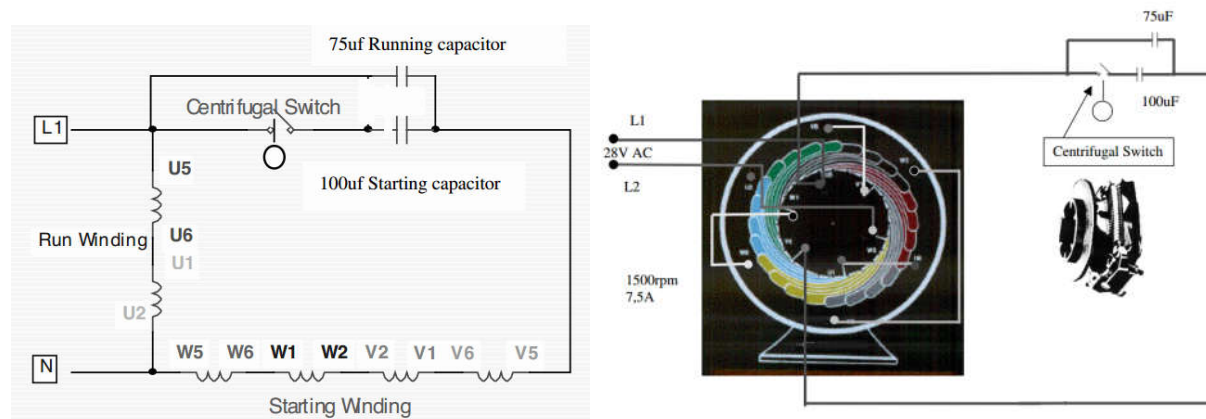 75uf Running capacitor
Centrifugal Switch
L1
100uf Starting capacitor
U5
Run Winding
U6
U1
U2
N
W5 W6 W1 W2 V2 V1 V6 V5
Starting Winding
75uF
100uF
Centrifugal Switch
L1
28V AC
L2
1500rpm
7,5A